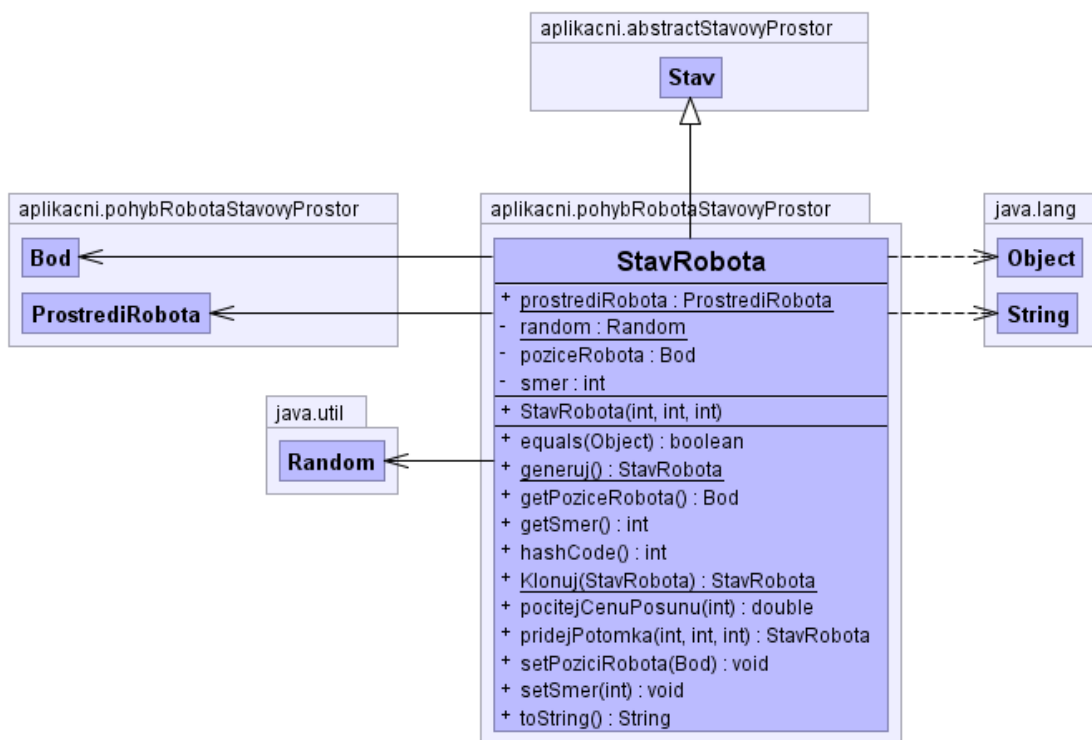 aplikacni.abstractStavovyProstor
Stav
aplikacni.pohybRobotaStavovyProstor
Bod
ProstrediRobota
aplikacni.pohybRobotaStavovyProstor
StavRobota
+ prostrediRobota : ProstrediRobota
- random : Random
- poziceRobota : Bod
- smer : int
+ StavRobota(int, int, int)
+ equals(Object) : boolean
+ generuj() : StavRobota
+ getPoziceRobota() : Bod
+ getSmer() : int
+ hashCode() : int
+ Klonuj(StavRobota) : StavRobota
+ pocitejCenuPosunu(int) : double
+ pridejPotomka(int, int, int) : StavRobota
+ setPoziciRobota(Bod) : void
+ setSmer(int) : void
+ toString() : String
java.lang
Object
String
java.util
Random